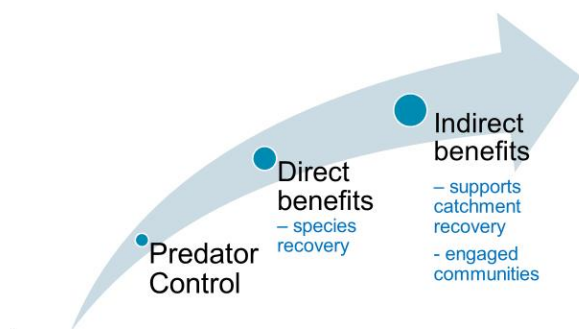 Predator
Control
Direct
benefits
– species
recovery
Indirect
benefits
– supports
catchment
recovery
- engaged
communities